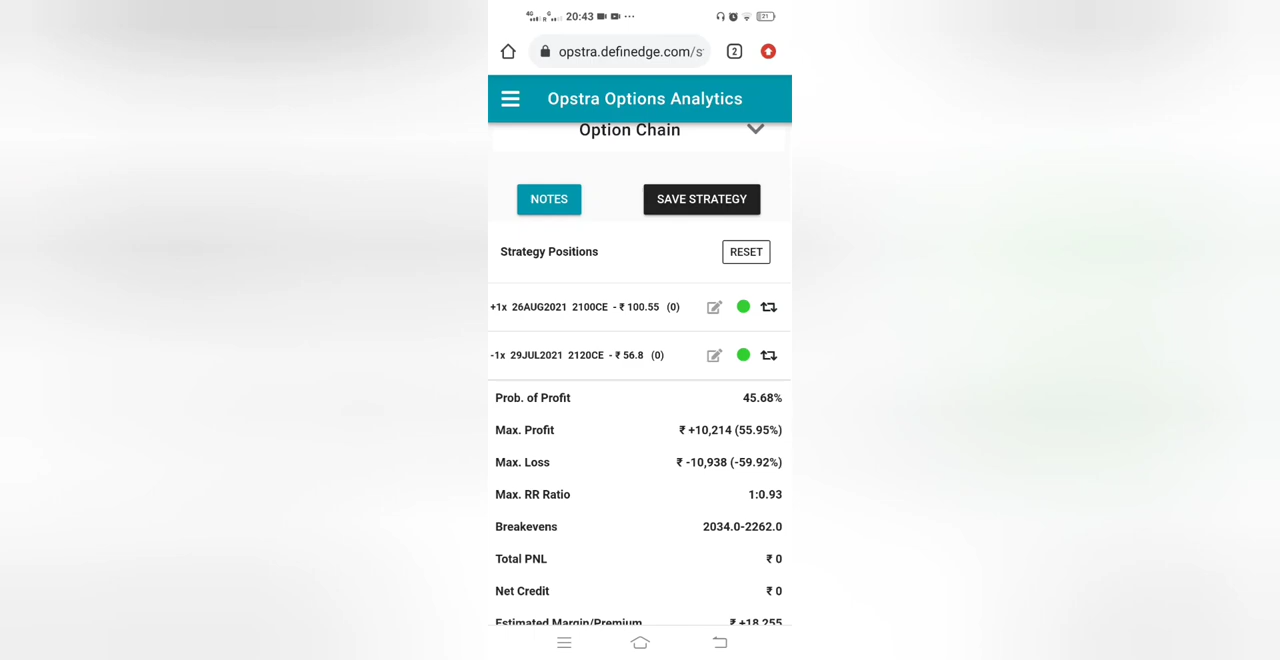 4G G R 20:43 ... 21
opstra.definedge.com/s 2
Opstra Options Analytics
Option Chain
NOTES SAVE STRATEGY
Strategy Positions RESET
+1x 26AUG2021 2100CE - ₹ 100.55 (0)
-1x 29JUL2021 2120CE - ₹ 56.8 (0)
Prob. of Profit 45.68%
Max. Profit ₹ +10,214 (55.95%)
Max. Loss ₹ -10,938 (-59.92%)
Max. RR Ratio 1:0.93
Breakevens 2034.0-2262.0
Total PNL ₹ 0
Net Credit ₹ 0
Estimated Margin/Premium ₹ +18,255